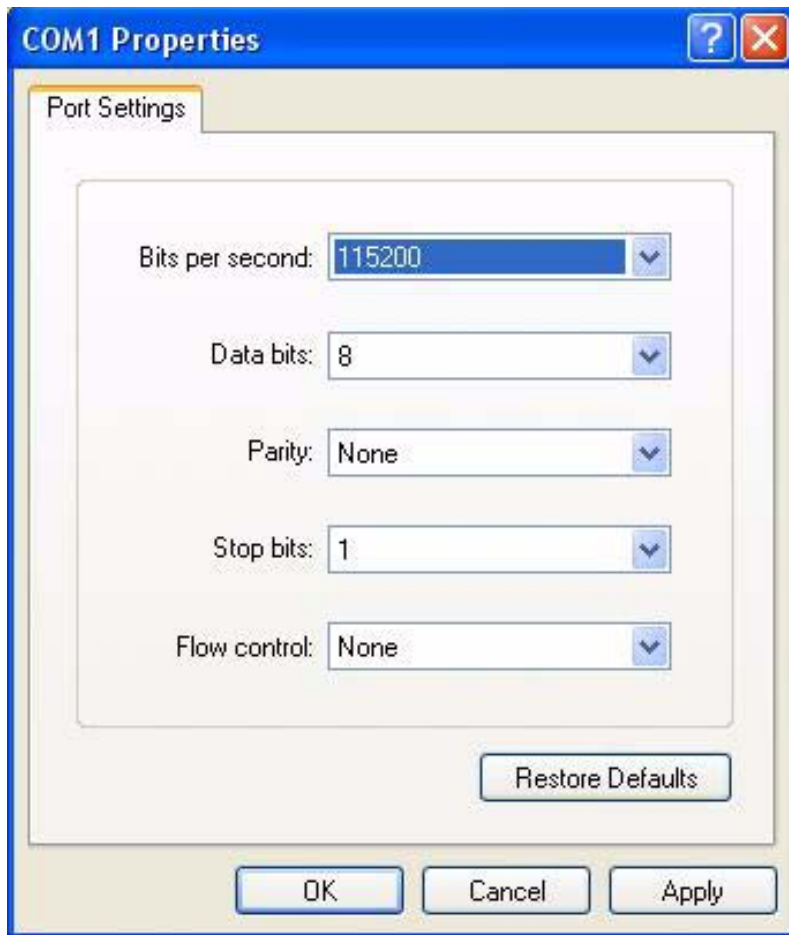 COM1 Properties
Port Settings
Bits per second: 115200
Data bits: 8
Parity: None
Stop bits: 1
Flow control: None
Restore Defaults
OK Cancel Apply